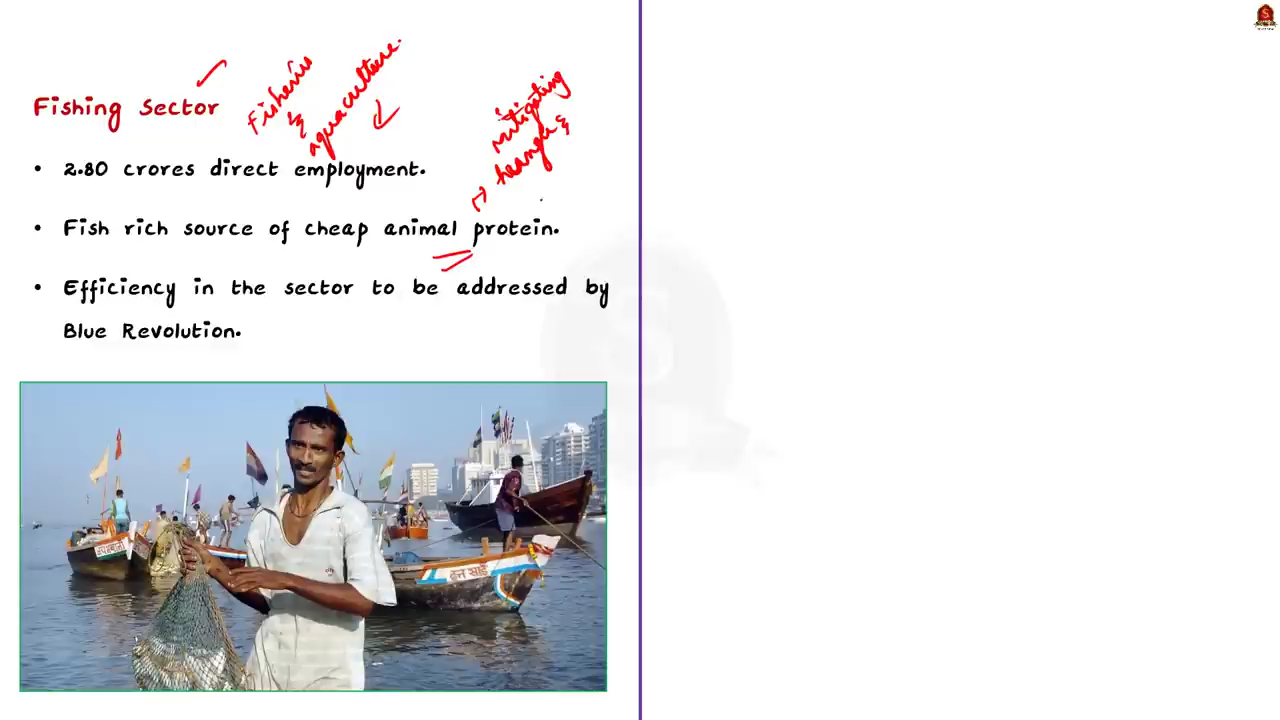 Fishing Sector
Fisheries
&
aquaculture.
• 2.80 crores direct employment.
mitigating
&
• Fish rich source of cheap animal protein.
• Efficiency in the sector to be addressed by
Blue Revolution.
S